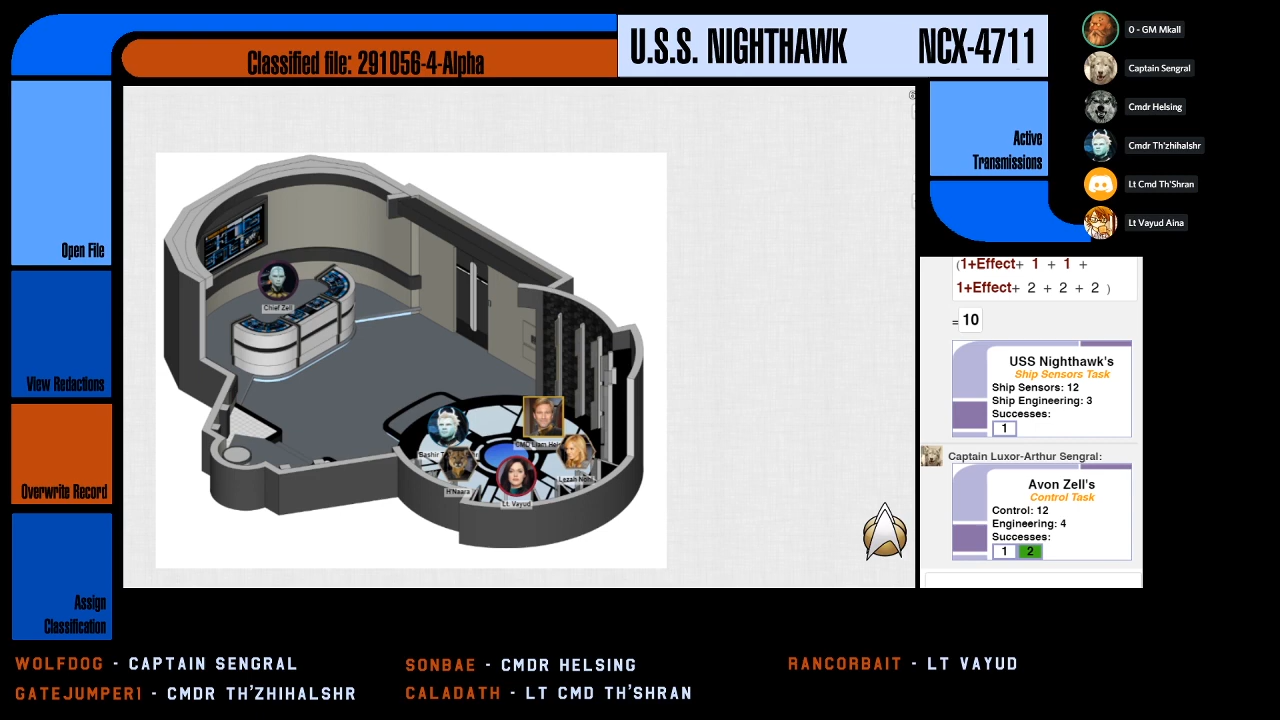 Classified file: 291056-4-Alpha
U.S.S. NIGHTHAWK NCX-4711
Open File
View Redactions
Overwrite Record
Assign
Classification
Active
Transmissions
0 - GM Mkall
Captain Sengral
Cmdr Helsing
Cmdr Th'zhihalshr
Lt Cmd Th'Shran
Lt Vayud Aina
Chief Zell
CMD Liam
Bashir
H'Naara
Lt. Vayud
Lezah
(1+Effect+ 1 + 1 +
1+Effect+ 2 + 2 + 2 )
=10
USS Nighthawk's
Ship Sensors Task
Ship Sensors: 12
Ship Engineering: 3
Successes:
1
Captain Luxor-Arthur Sengral:
Avon Zell's
Control Task
Control: 12
Engineering: 4
Successes:
1 2
WOLFDOG - CAPTAIN SENGRAL
SONBAE - CMDR HELSING
RANCORBAIT - LT VAYUD
GATEJUMPER1 - CMDR TH'ZHIHALSHR
CALADATH - LT CMD TH'SHRAN